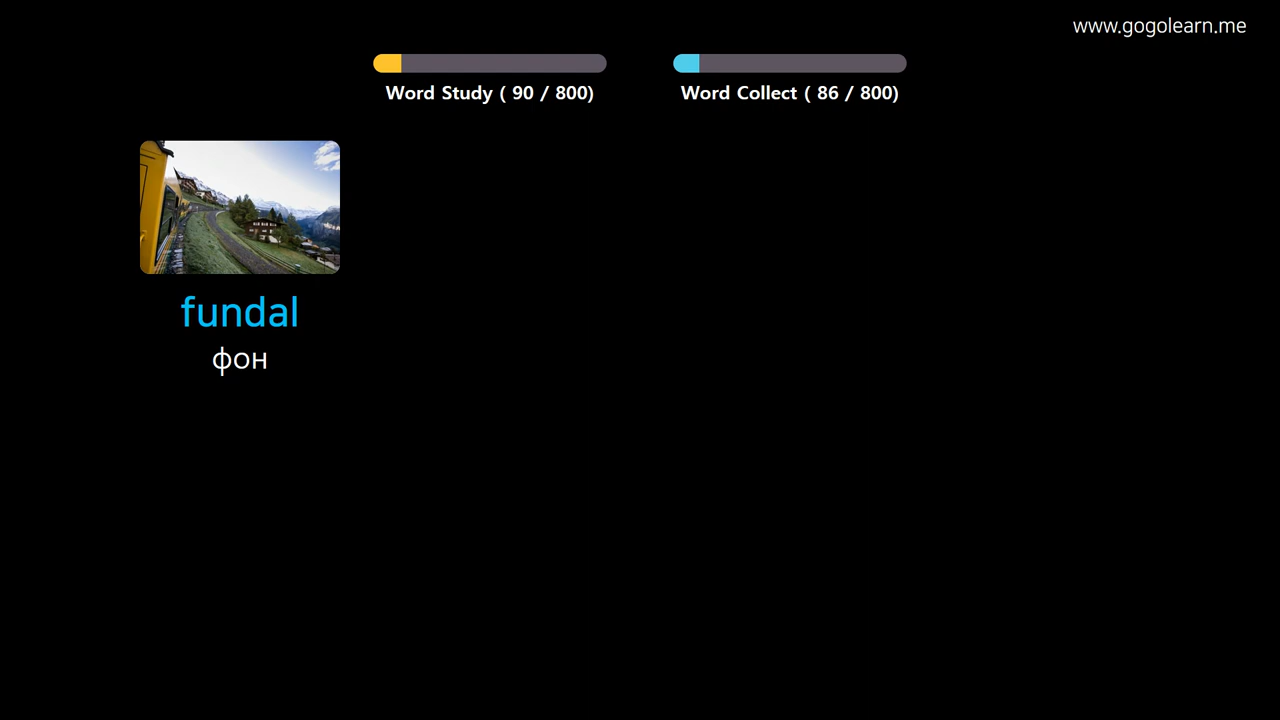 www.gogolearn.me
Word Study ( 90 / 800)
Word Collect ( 86 / 800)
fundal
фон